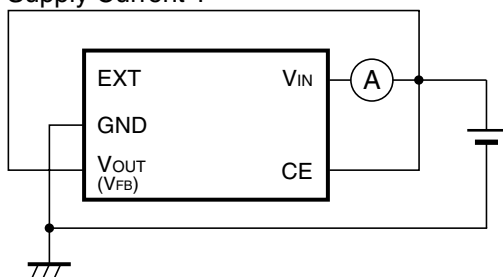 Supply Current 1
EXT
VIN
A
GND
VOUT
(VFB)
CE